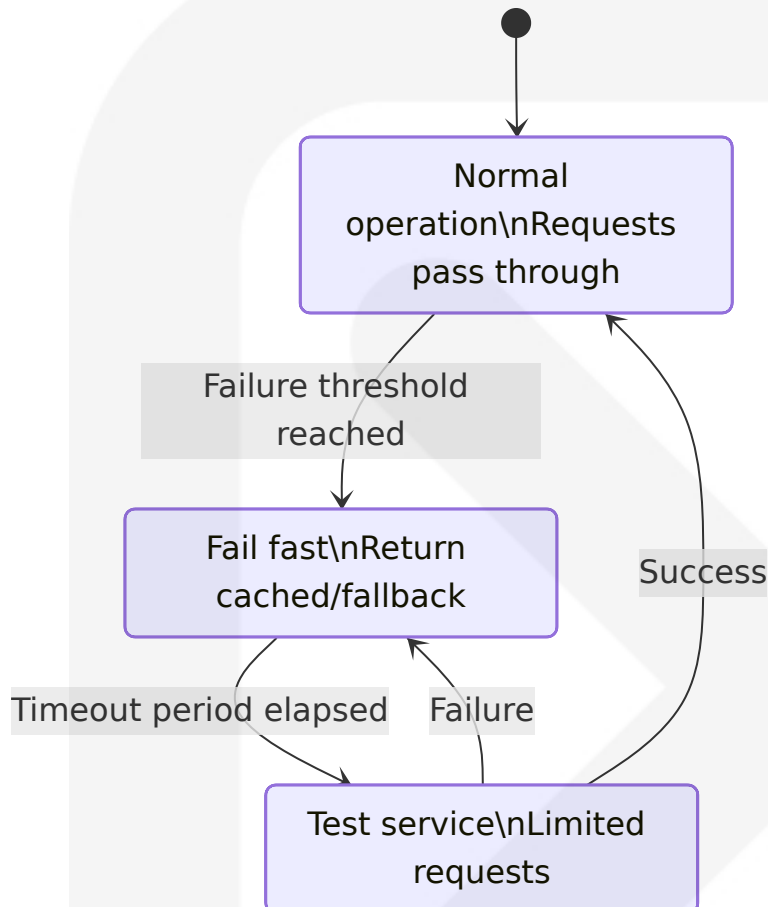 Normal
operation\nRequests
pass through
Failure threshold
reached
Fail fast\nReturn
cached/fallback
Success
Timeout period elapsed
Failure
Test service\nLimited
requests